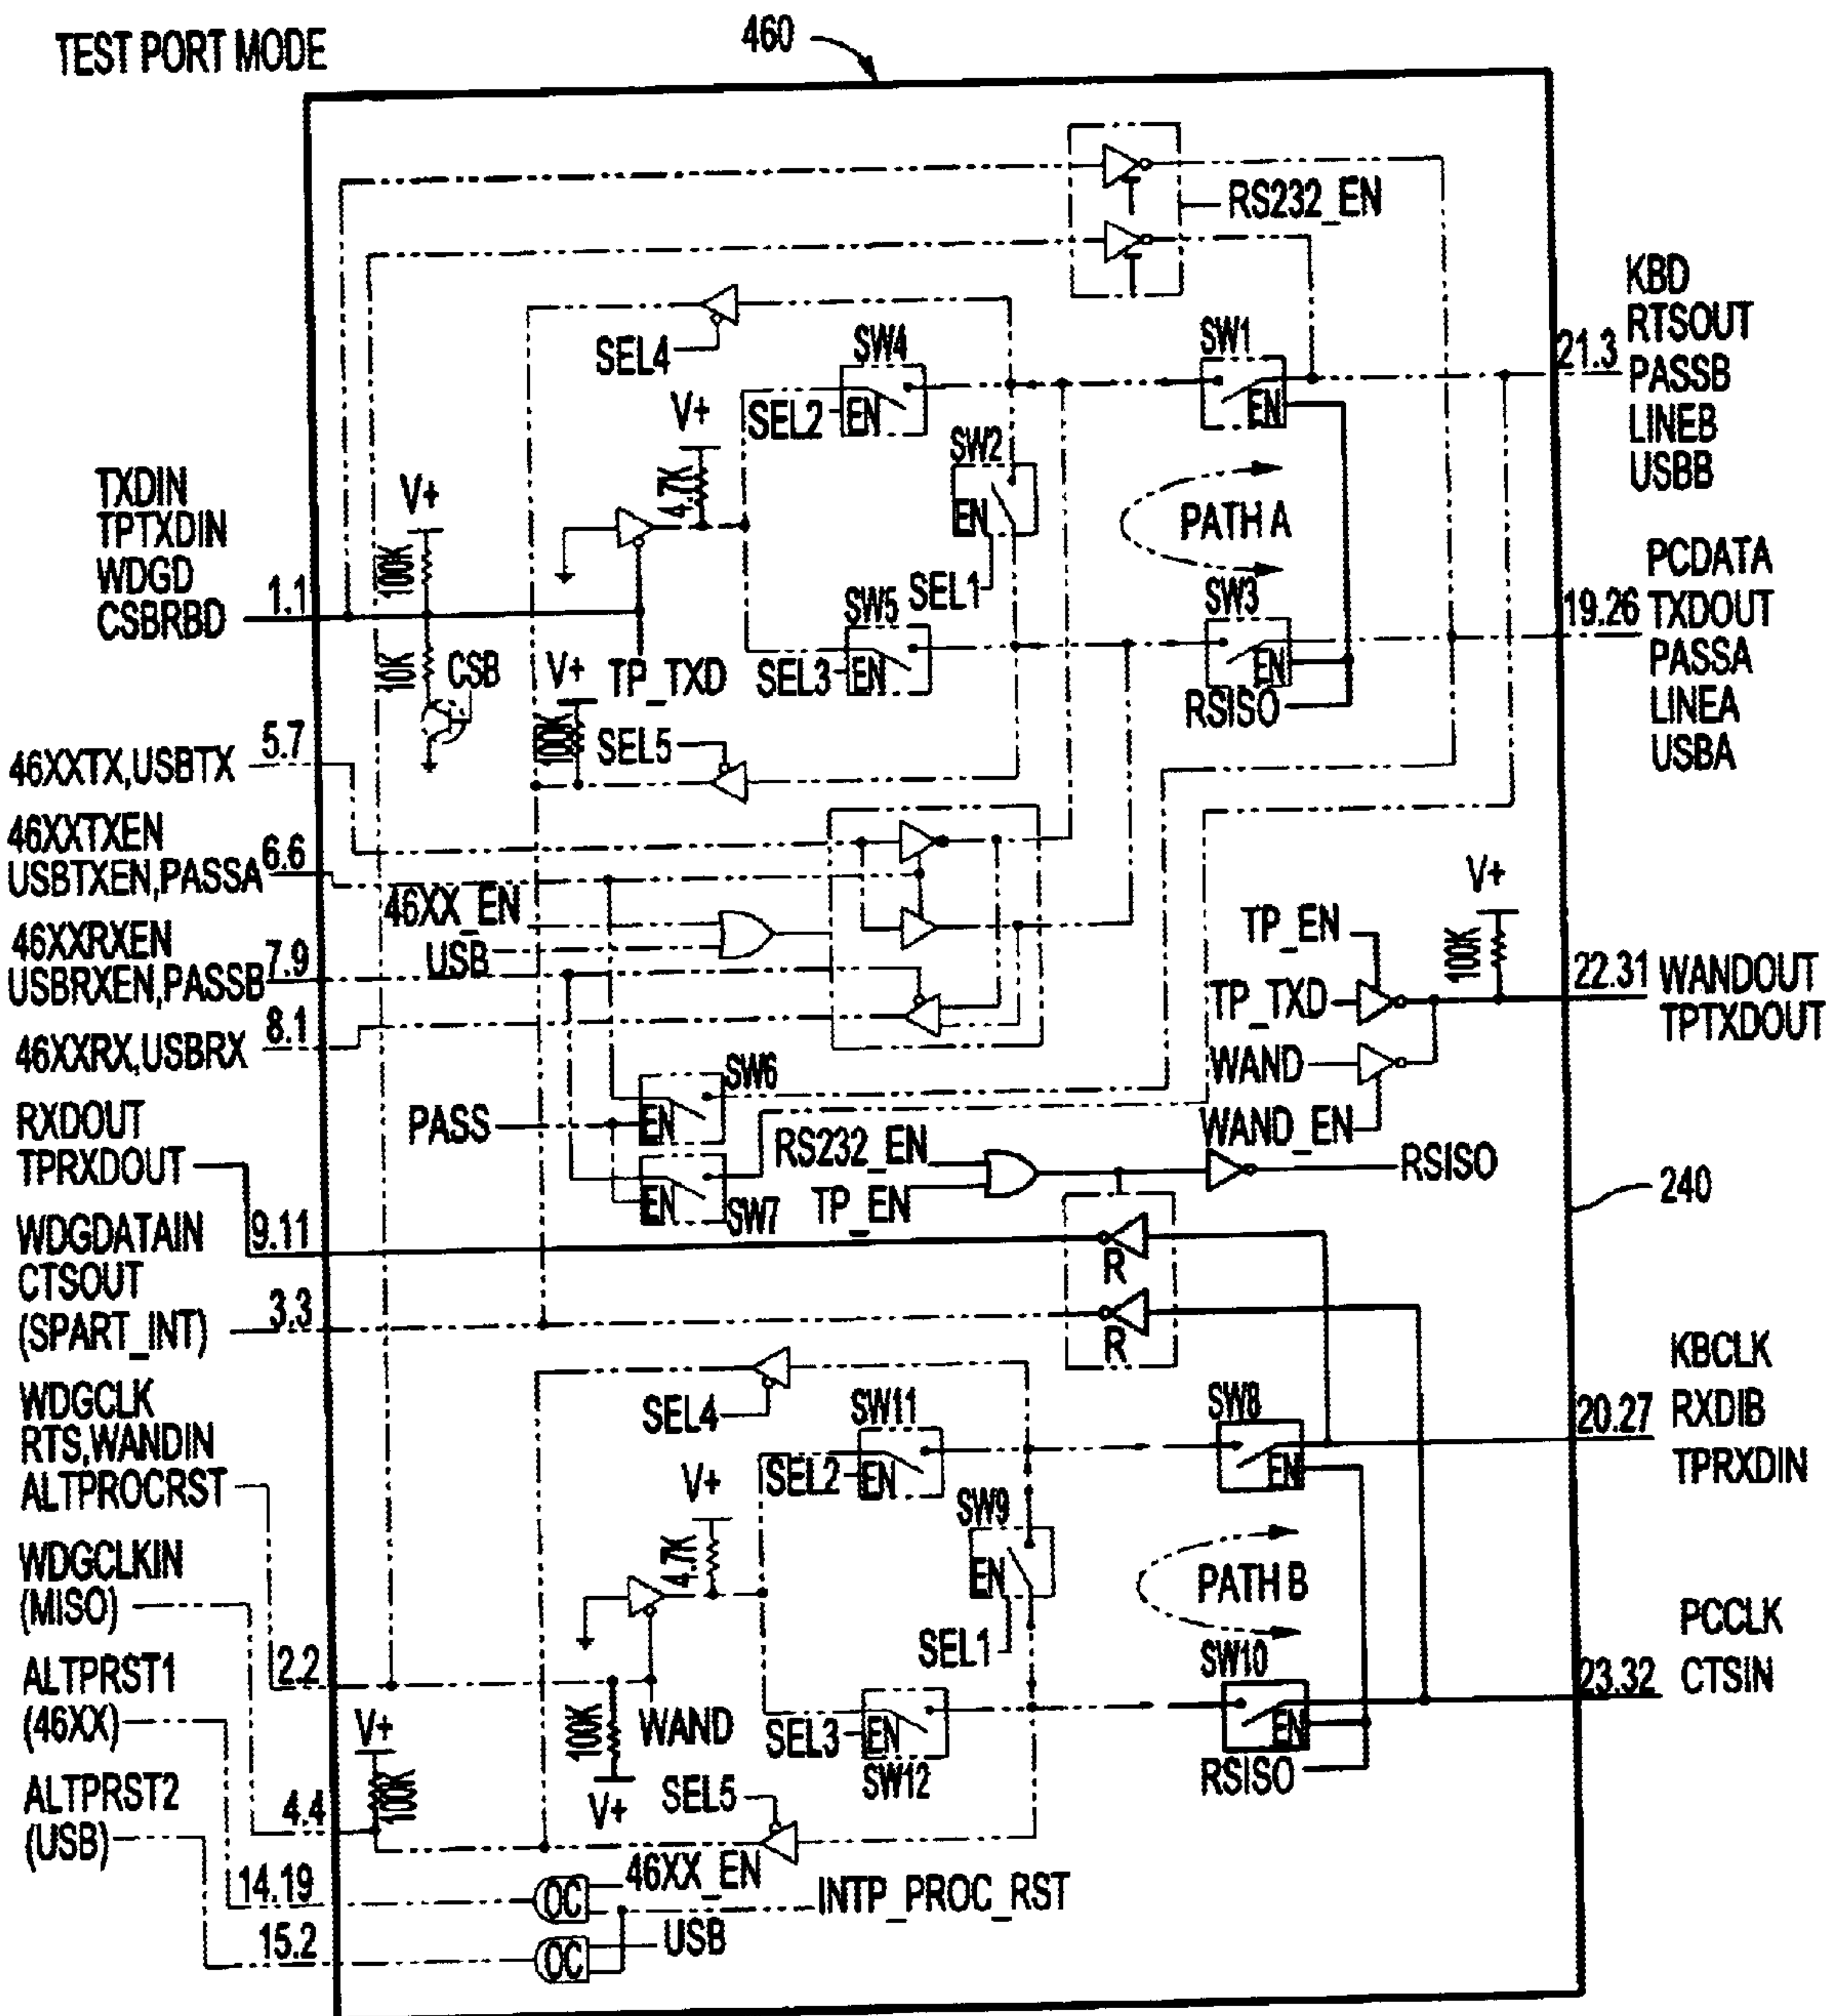 TEST PORT MODE
460
RS232_EN
KBD
RTSOUT
21.3
PASSB
LINEB
USBB
SEL4
SW4
SW1
SEL2
EN
EN
V+
4.7K
SW2
EN
SEL1
PATH A
TXDIN
TPTXDIN
WDGD
CSBRBD
1.1
V+
100K
10K
CSB
TP_TXD
SW5
SEL3
EN
SW3
EN
RSISO
PCDATA
19.26
TXDOUT
PASSA
LINEA
USBA
V+
100K
SEL5
46XXTX,USBTX
5.7
46XXTXEN
USBTXEN,PASSA
6.6
46XX_EN
USB
46XXRXEN
USBRXEN,PASSB
7.9
46XXRX,USBRX
8.1
V+
100K
TP_EN
TP_TXD
WAND
WAND_EN
22.31
WANDOUT
TPTXDOUT
RXDOUT
TPRXDOUT
9.11
PASS
SW6
EN
EN
SW7
RS232_EN
TP_EN
RSISO
240
R
R
WDGDATAIN
CTSOUT
(SPART_INT)
3.3
KBCLK
20.27
RXDIB
TPRXDIN
WDGCLK
RTS,WANDIN
ALTPROCRST
2.2
SEL4
SW11
SEL2
EN
SW8
EN
V+
4.7K
SW9
EN
SEL1
PATH B
WDGCLKIN
(MISO)
4.4
V+
100K
100K
V+
WAND
SEL3
EN
SW12
SW10
EN
RSISO
PCCLK
23.32
CTSIN
SEL5
ALTPRST1
(46XX)
14.19
ALTPRST2
(USB)
15.2
OC
46XX_EN
INTP_PROC_RST
OC
USB